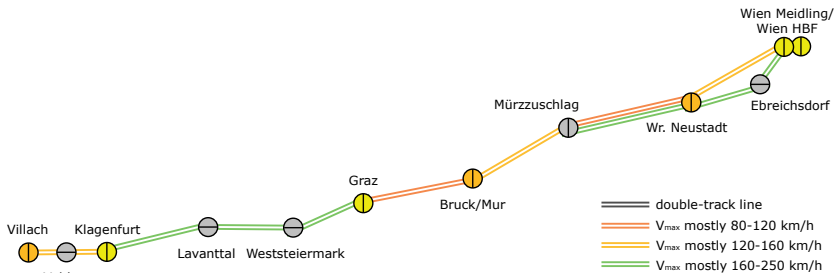 Wien Meidling/
Wien HBF
Mürzzuschlag
Ebreichsdorf
Wr. Neustadt
Graz
Bruck/Mur
Villach
Klagenfurt
Lavanttal
Weststeiermark
double-track line
Vmax mostly 80-120 km/h
Vmax mostly 120-160 km/h
Vmax mostly 160-250 km/h